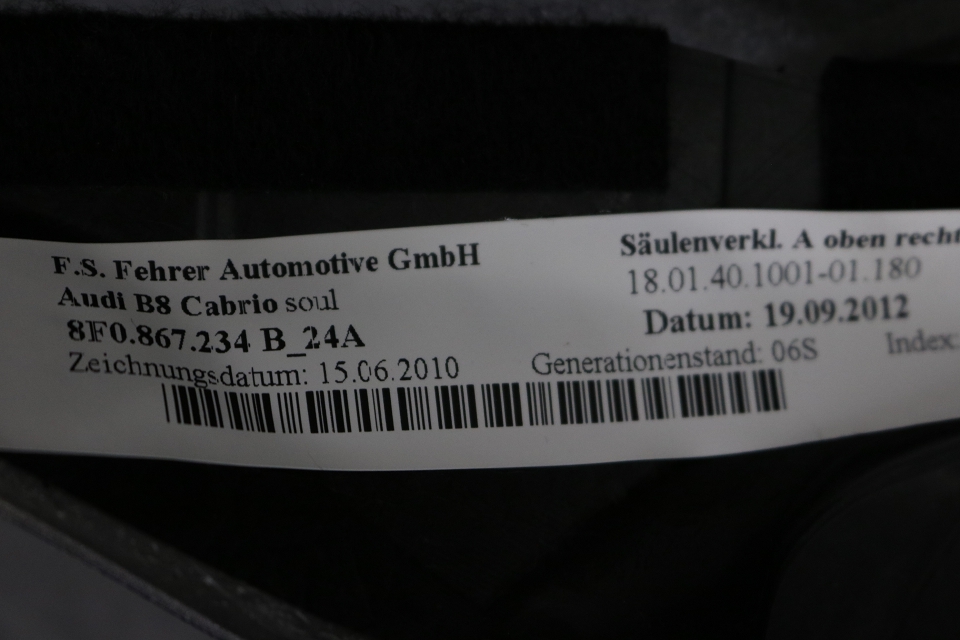 F.S. Fehrer Automotive GmbH
Audi B8 Cabrio soul
8F0.867.234 B_24A
Zeichnungsdatum: 15.06.2010
Säulenverkl. A oben recht
18.01.40.1001-01.180
Datum: 19.09.2012
Generationenstand: 06S
Index: